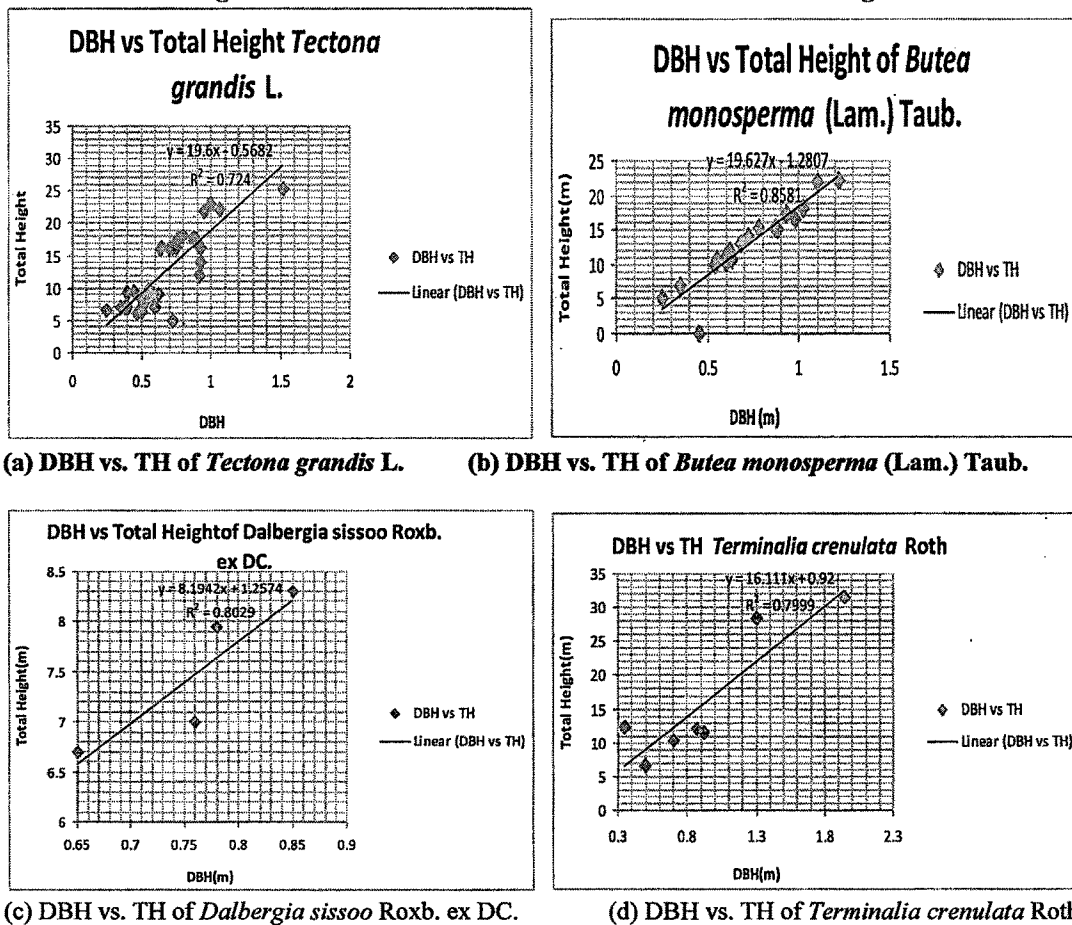 DBH vs Total Height Tectona
grandis L.
y = 19.6x - 0.5682
R² = 0.724
35
30
25
20
15
10
5
0
Total Height
0 0.5 1 1.5 2
DBH
DBH vs TH
Linear (DBH vs TH)
DBH vs Total Height of Butea
monosperma (Lam.) Taub.
y = 19.627x - 1.2807
R² = 0.8581
25
20
15
10
5
0
Total Height(m)
0 0.5 1 1.5
DBH (m)
DBH vs TH
Linear (DBH vs TH)
(a) DBH vs. TH of Tectona grandis L.
(b) DBH vs. TH of Butea monosperma (Lam.) Taub.
DBH vs Total Heightof Dalbergia sissoo Roxb.
ex DC.
y = 8.1942x + 1.2574
R² = 0.8029
8.5
8
7.5
7
6.5
6
Total Height(m)
0.65 0.7 0.75 0.8 0.85 0.9
DBH(m)
DBH vs TH
Linear (DBH vs TH)
DBH vs TH Terminalia crenulata Roth
y = 16.111x + 0.92
R² = 0.7999
35
30
25
20
15
10
5
0
Total Height(m)
0.3 0.8 1.3 1.8 2.3
DBH(m)
DBH vs TH
Linear (DBH vs TH)
(c) DBH vs. TH of Dalbergia sissoo Roxb. ex DC.
(d) DBH vs. TH of Terminalia crenulata Roth